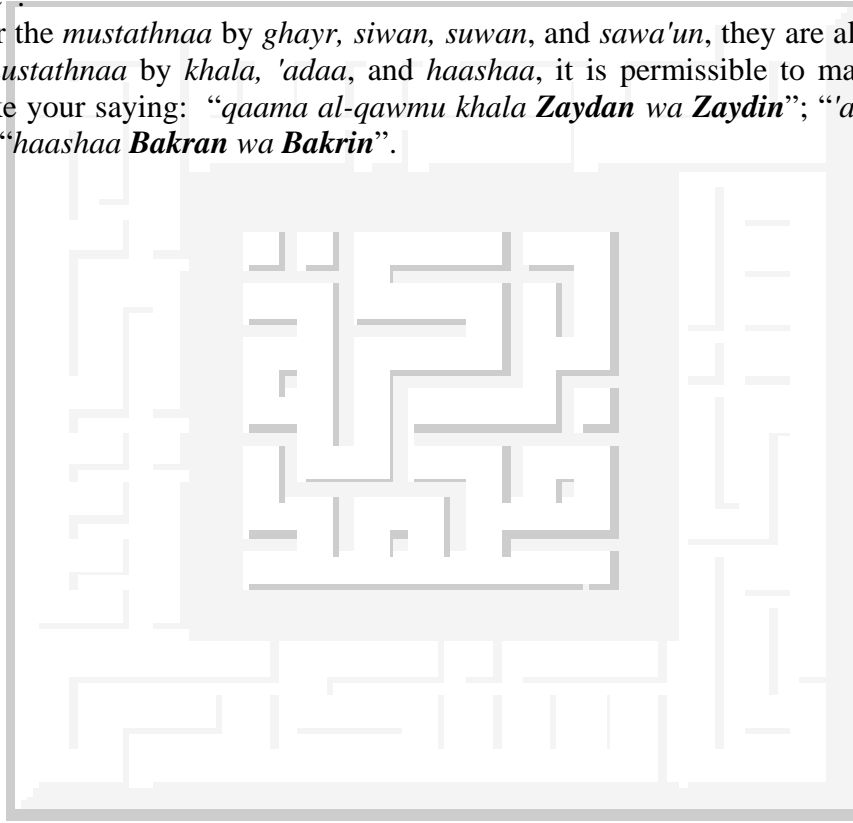 r the mustathnaa by ghayr, siwan, suwan, and sawa'un, they are al
ustathnaa by khala, 'adaa, and haashaa, it is permissible to ma
ke your saying: “qaama al-qawmu khala Zaydan wa Zaydin”; “'a
“haashaa Bakran wa Bakrin”.